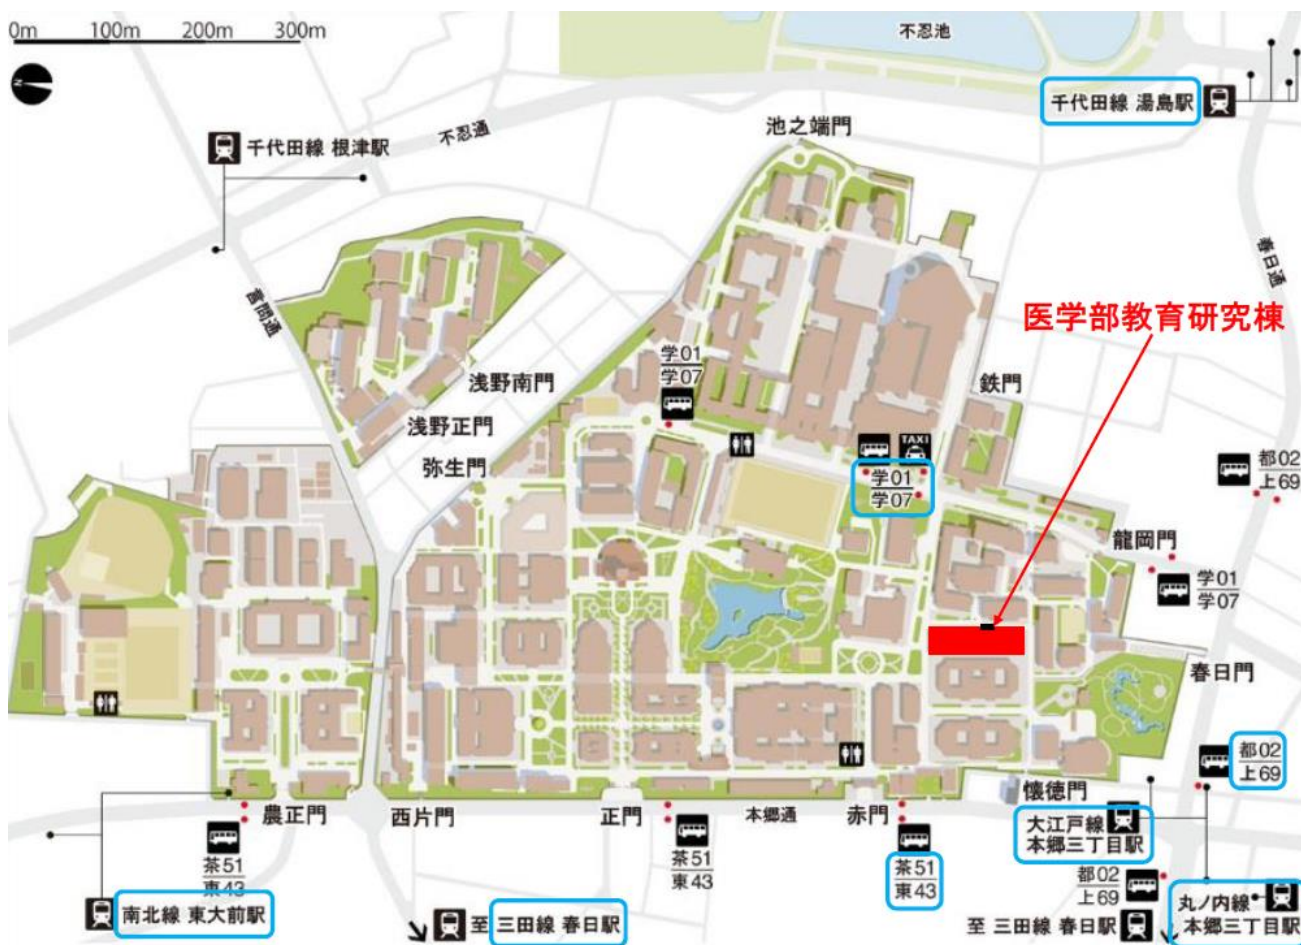 0m 100m 200m 300m
N
不忍池
千代田線 湯島駅
池之端門
不忍通
千代田線 根津駅
春日通
言問通
医学部教育研究棟
学01
学07
浅野南門
鉄門
浅野正門
弥生門
TAXI
学01
学07
都02
上69
龍岡門
学01
学07
春日門
都02
上69
農正門
西片門
正門
本郷通
赤門
懐徳門
大江戸線
本郷三丁目駅
茶51
東43
茶51
東43
茶51
東43
都02
上69
丸ノ内線
本郷三丁目駅
南北線 東大前駅
至 三田線 春日駅
至 三田線 春日駅